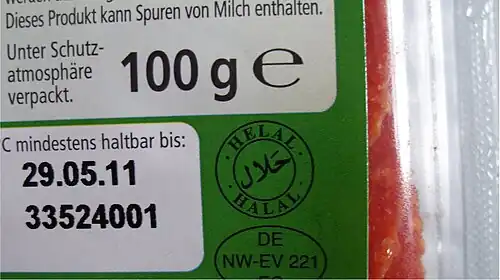 Dieses Produkt kann Spuren von Milch enthalten.
Unter Schutz-
atmosphäre
verpackt.
100 g ℮
C mindestens haltbar bis:
29.05.11
33524001
HELAL
حلال
HALAL
DE
NW-EV 221